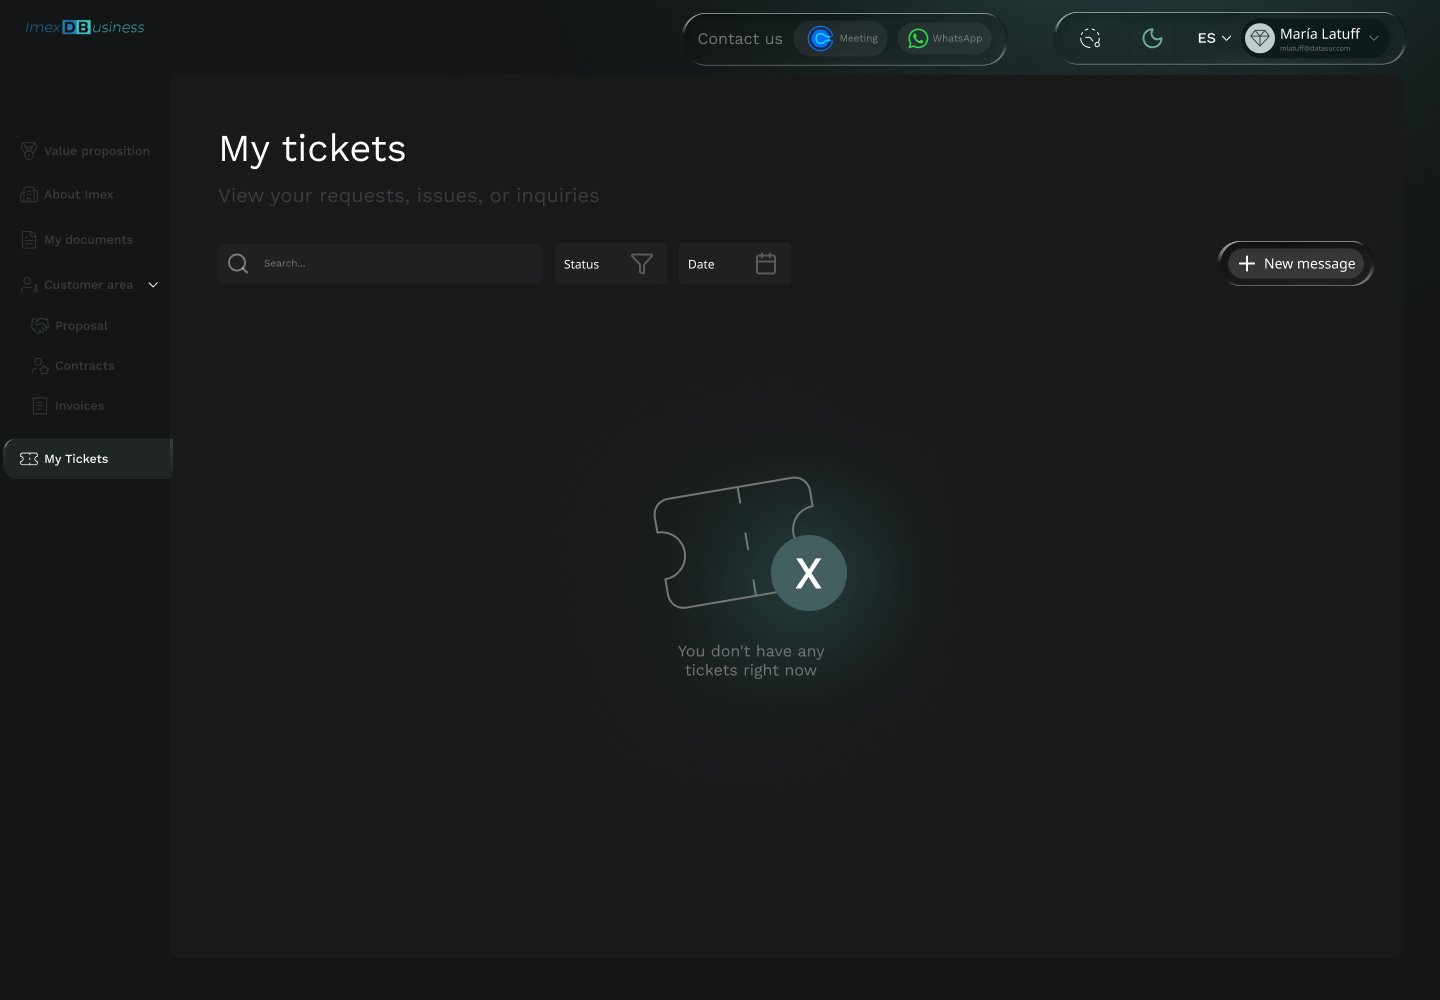 Imex DBusiness
Contact us
Meeting
WhatsApp
ES
María Latuff
mlatuff@datasur.com
Value proposition
About Imex
My documents
Customer area
Proposal
Contracts
Invoices
My Tickets
My tickets
View your requests, issues, or inquiries
Search...
Status
Date
New message
X
You don't have any
tickets right now